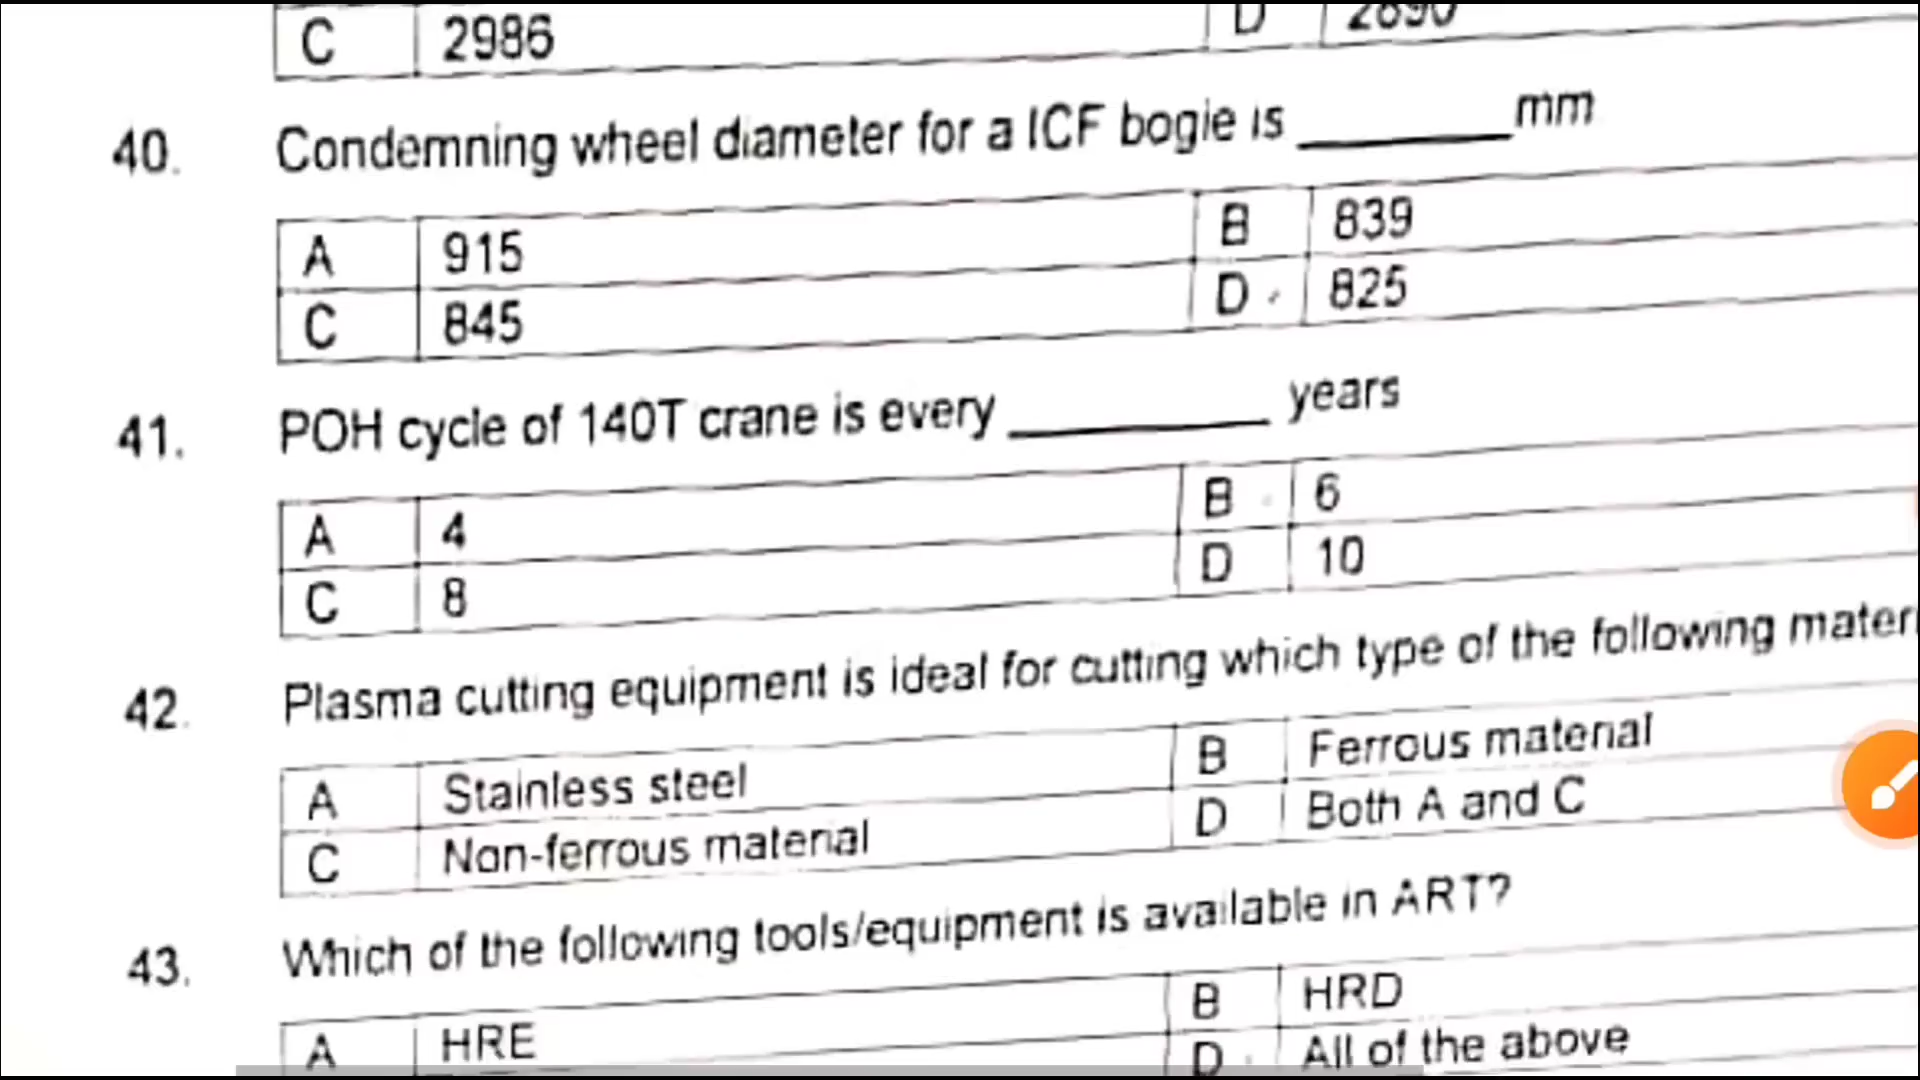 C 2986 D 2890
40. Condemning wheel diameter for a ICF bogie is ________ mm
A 915 B 839
C 845 D 825
41. POH cycle of 140T crane is every ________ years
A 4 B 6
C 8 D 10
42. Plasma cutting equipment is ideal for cutting which type of the following materi
A Stainless steel B Ferrous material
C Non-ferrous material D Both A and C
43. Which of the following tools/equipment is available in ART?
A HRE B HRD
D All of the above